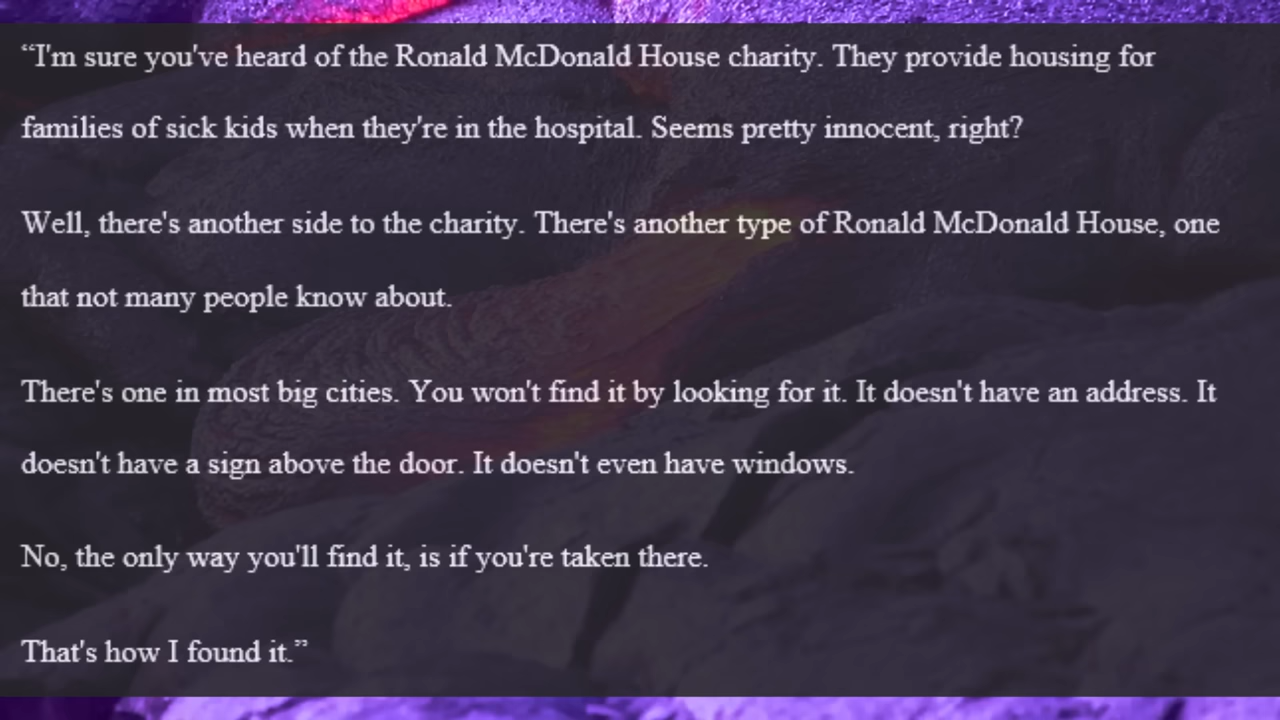 “I'm sure you've heard of the Ronald McDonald House charity. They provide housing for
families of sick kids when they're in the hospital. Seems pretty innocent, right?
Well, there's another side to the charity. There's another type of Ronald McDonald House, one
that not many people know about.
There's one in most big cities. You won't find it by looking for it. It doesn't have an address. It
doesn't have a sign above the door. It doesn't even have windows.
No, the only way you'll find it, is if you're taken there.
That's how I found it.”